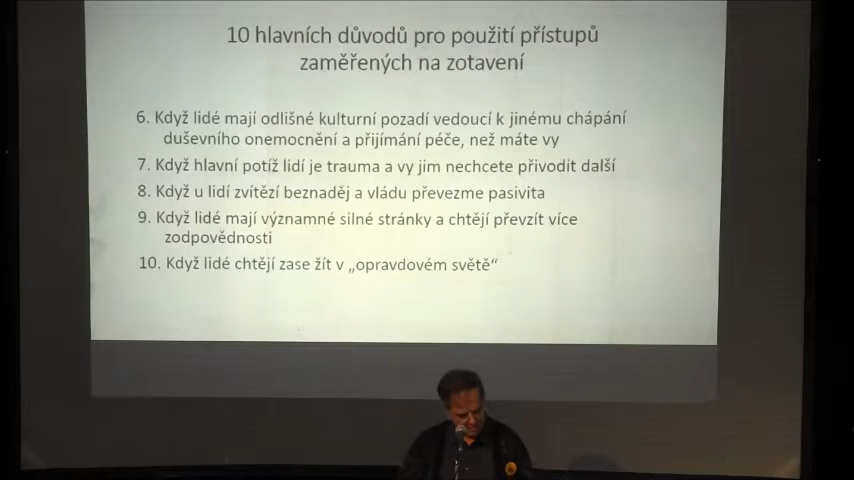 10 hlavních důvodů pro použití přístupů
zaměřených na zotavení
6. Když lidé mají odlišné kulturní pozadí vedoucí k jinému chápání
duševního onemocnění a přijímání péče, než máte vy
7. Když hlavní potíž lidí je trauma a vy jim nechcete přivodit další
8. Když u lidí zvítězí beznaděj a vládu převezme pasivita
9. Když lidé mají významné silné stránky a chtějí převzít více
zodpovědnosti
10. Když lidé chtějí zase žít v „opravdovém světě“